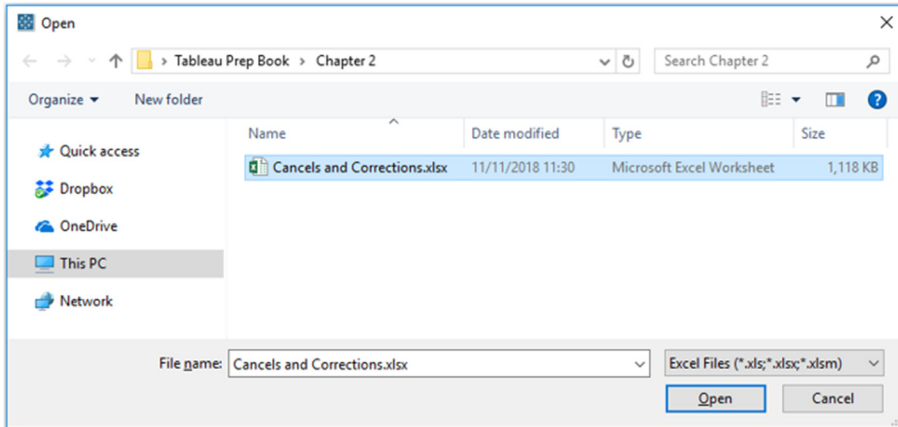 Open
> Tableau Prep Book > Chapter 2
Search Chapter 2
Organize
New folder
Name Date modified Type Size
Quick access
Cancels and Corrections.xlsx 11/11/2018 11:30 Microsoft Excel Worksheet 1,118 KB
Dropbox
OneDrive
This PC
Network
File name: Cancels and Corrections.xlsx Excel Files (*.xls;*.xlsx;*.xlsm)
Open Cancel